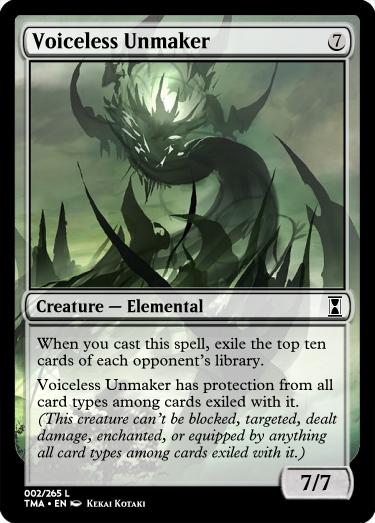 Voiceless Unmaker 7
Creature — Elemental
When you cast this spell, exile the top ten
cards of each opponent's library.
Voiceless Unmaker has protection from all
card types among cards exiled with it.
(This creature can't be blocked, targeted, dealt
damage, enchanted, or equipped by anything
all card types among cards exiled with it.)
7/7
002/265 L
TMA • EN Kekai Kotaki